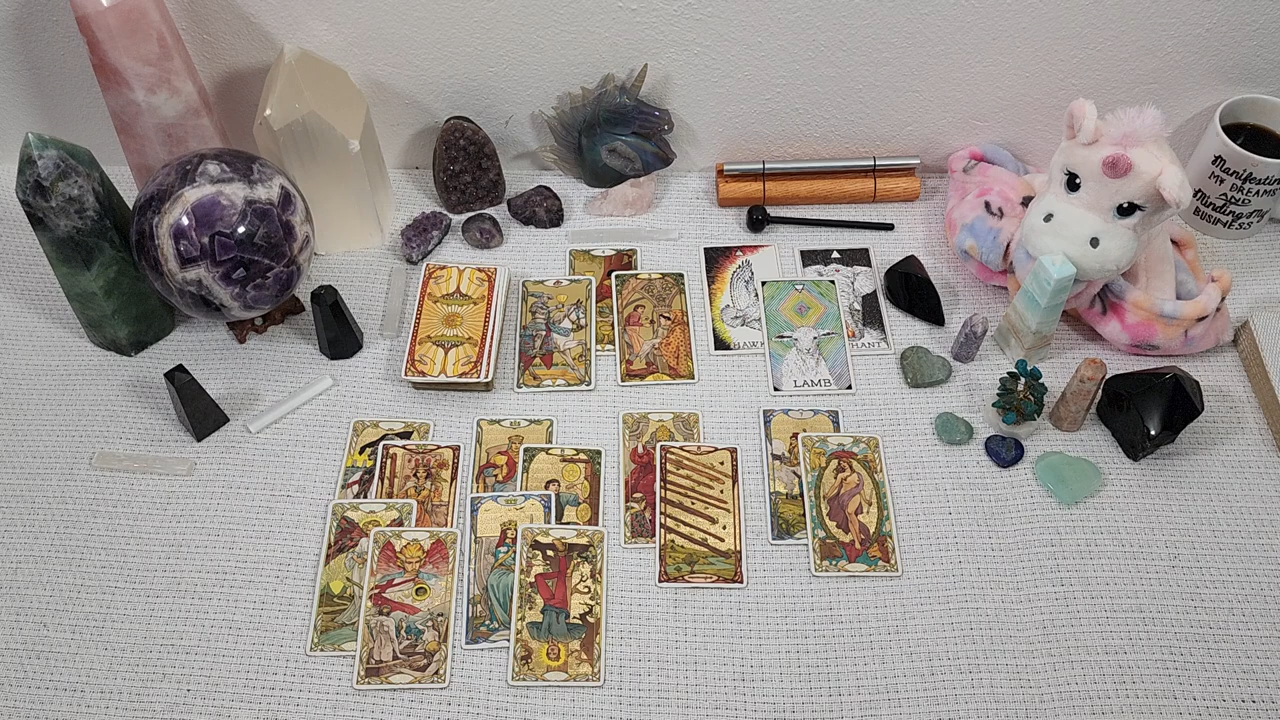 HAWK
HANT
LAMB
Manifesting
MY DREAMS
AND
Minding My
BUSINESS